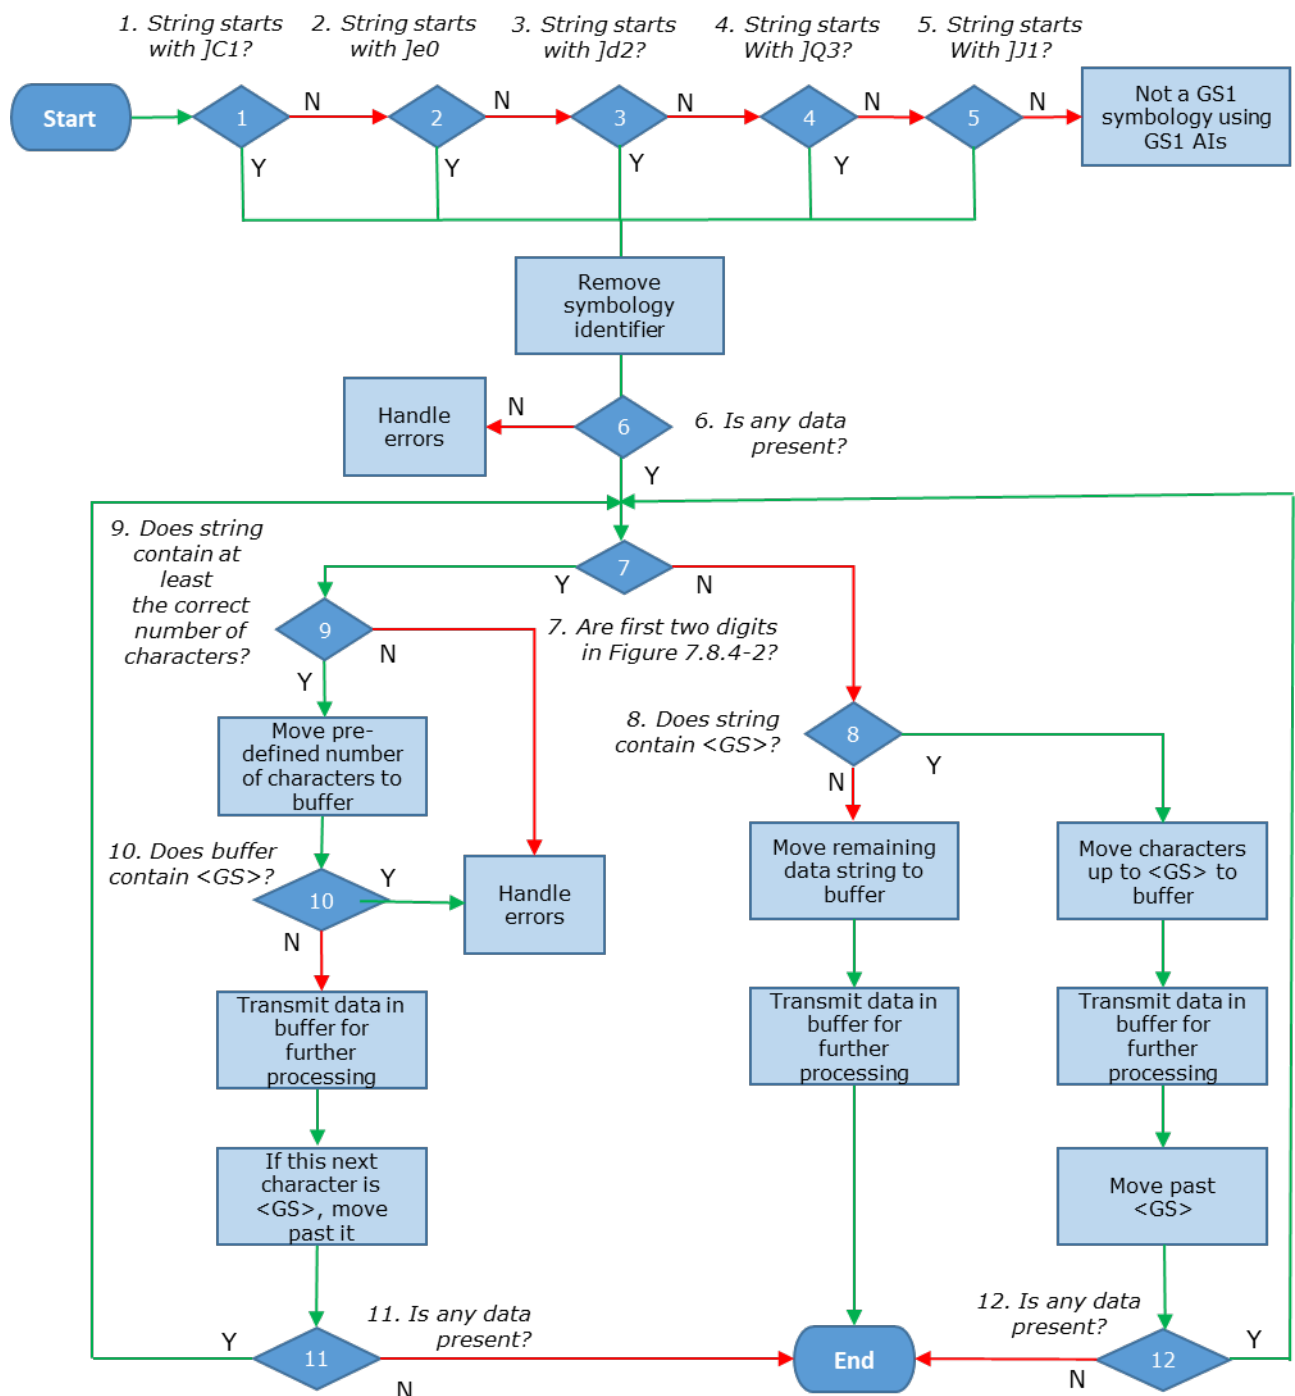 1. String starts
with ]C1?
2. String starts
with ]e0
3. String starts
with ]d2?
4. String starts
With ]Q3?
5. String starts
With ]J1?
Start
1
N
2
N
3
N
4
N
5
N
Not a GS1
symbology using
GS1 AIs
Y
Y
Y
Y
Remove
symbology
identifier
Handle
errors
N
6
6. Is any data
present?
Y
9. Does string
contain at
least
the correct
number of
characters?
Y
7
N
9
N
Y
7. Are first two digits
in Figure 7.8.4-2?
8. Does string
contain <GS>?
8
Y
N
Move pre-
defined number
of characters to
buffer
10. Does buffer
contain <GS>?
10
Y
N
Handle
errors
Move remaining
data string to
buffer
Move characters
up to <GS> to
buffer
Transmit data in
buffer for
further
processing
Transmit data in
buffer for
further
processing
Transmit data in
buffer for
further
processing
If this next
character is
<GS>, move
past it
Move past
<GS>
11. Is any data
present?
Y
11
N
End
12. Is any data
present?
N
12
Y